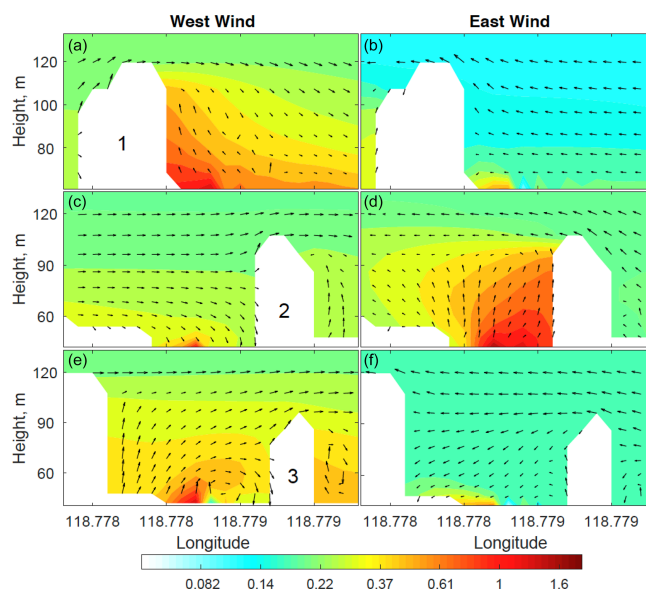 West Wind East Wind
(a) (b)
Height, m
120
100
80
1
(c) (d)
Height, m
120
90
60
2
(e) (f)
Height, m
120
90
60
3
118.778 118.778 118.779 118.779 118.778 118.778 118.779 118.779
Longitude Longitude
0.082 0.14 0.22 0.37 0.61 1 1.6